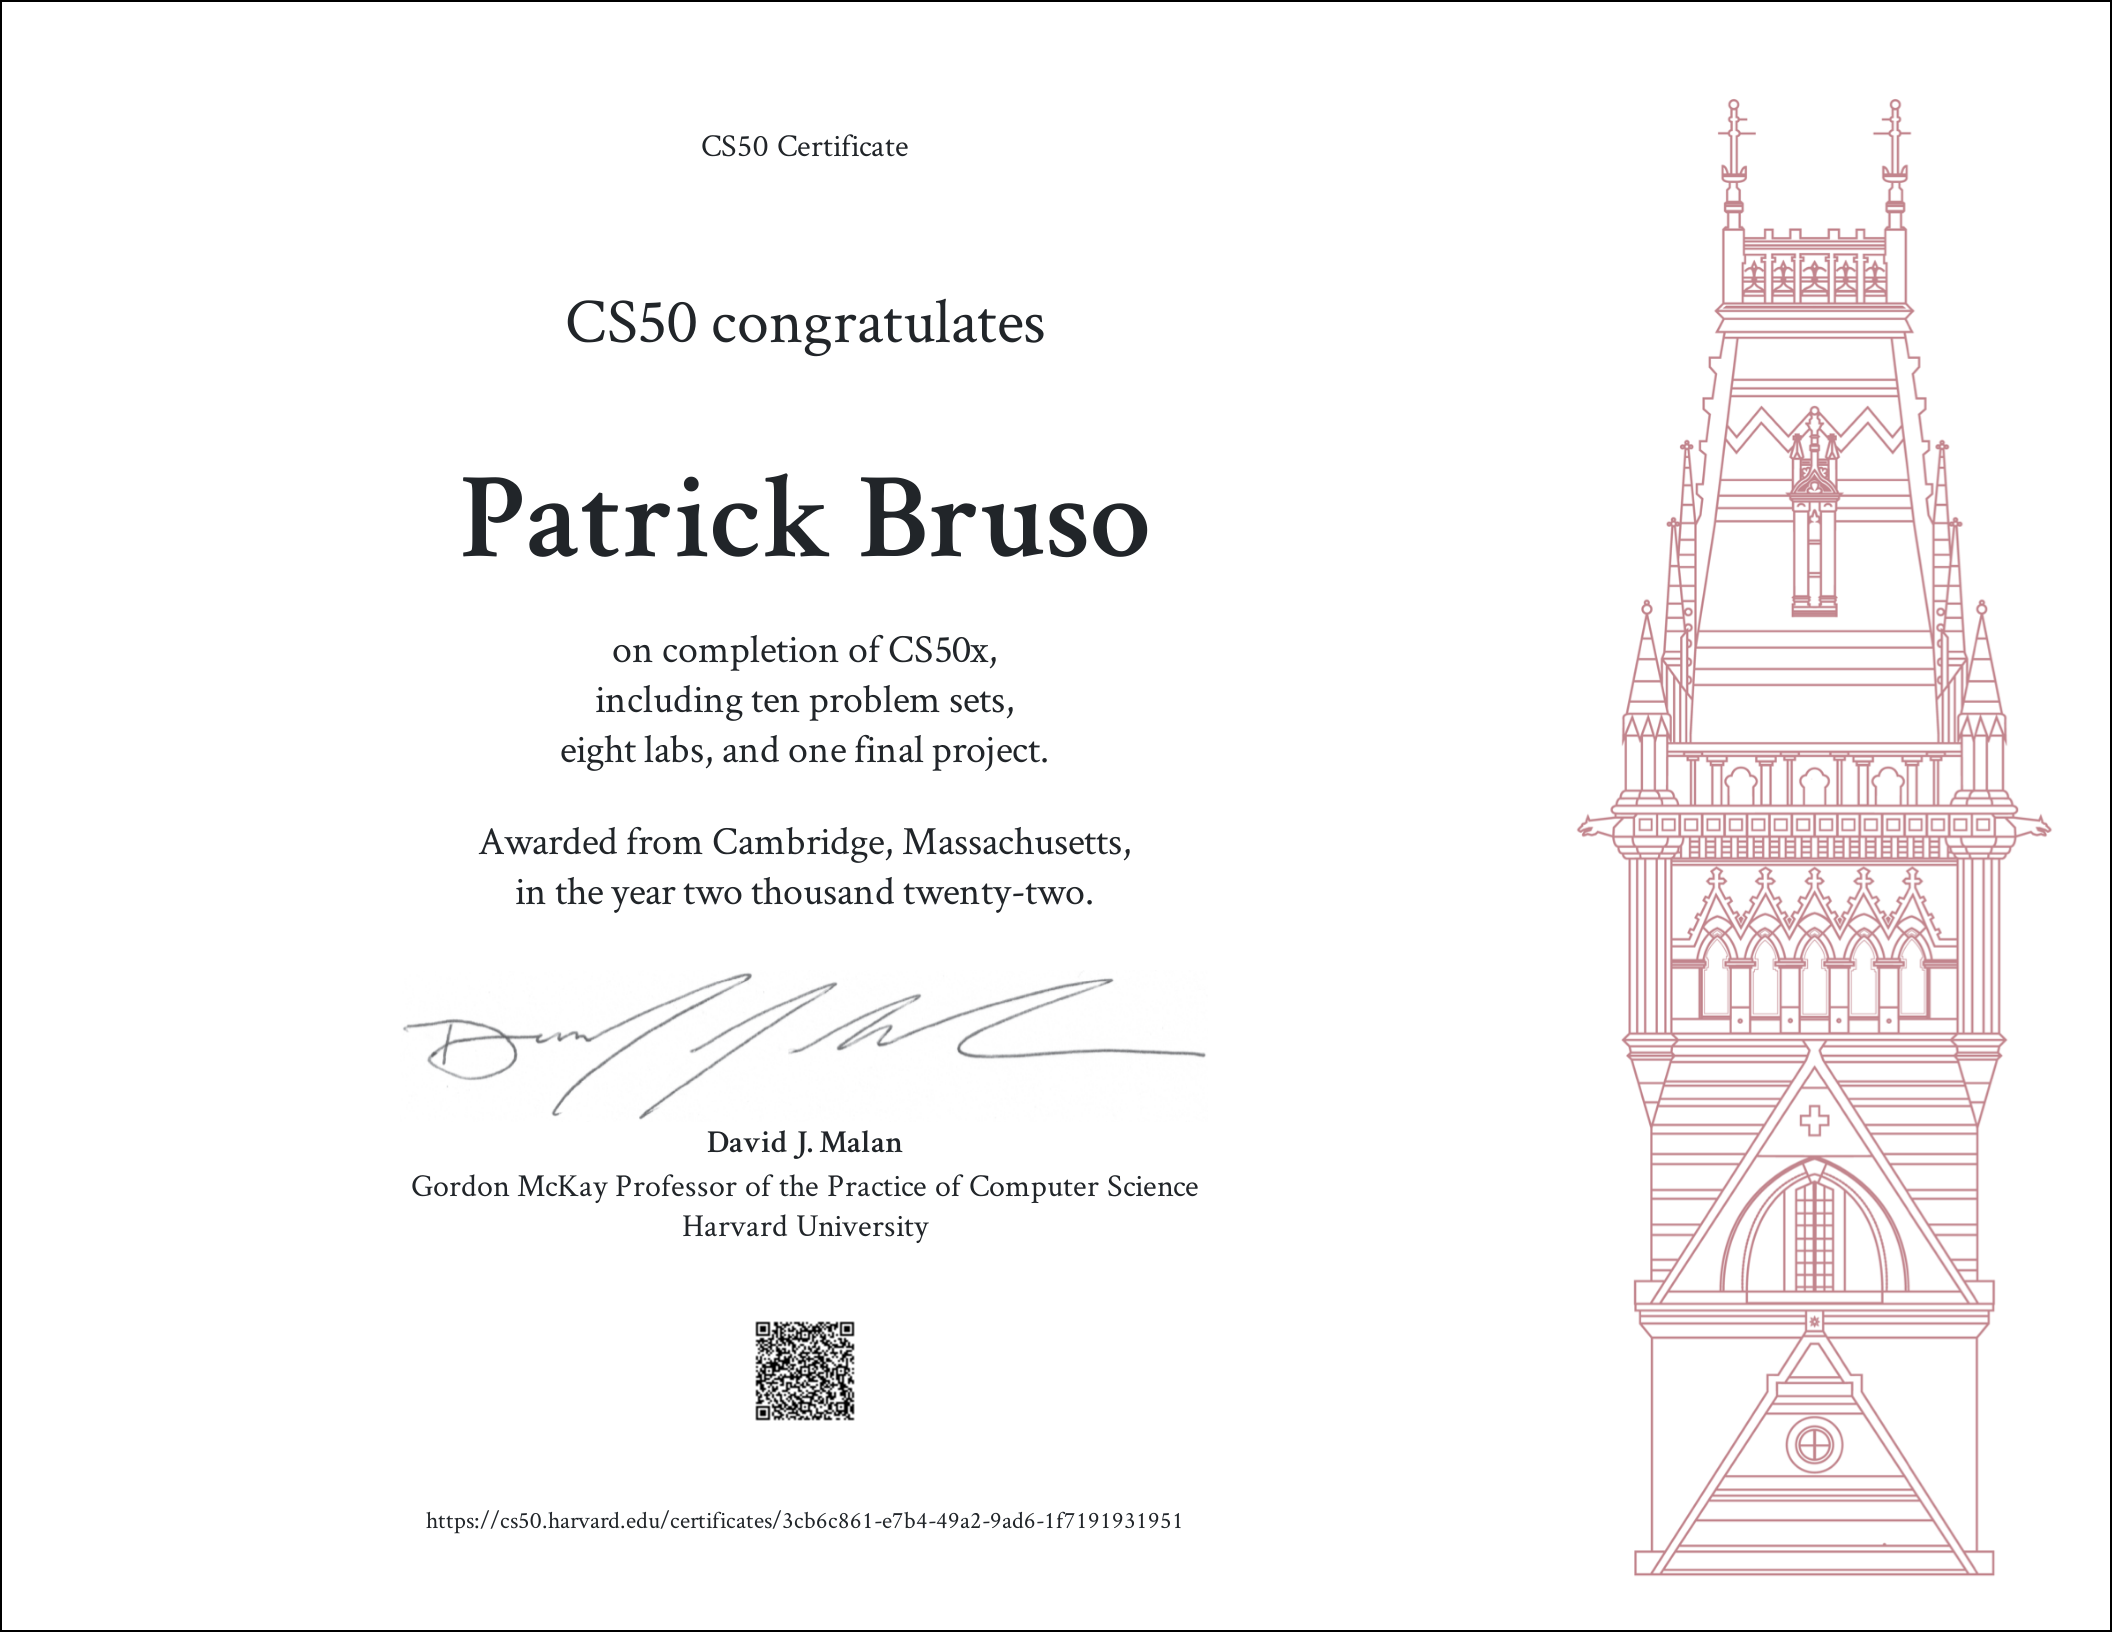 CS50 Certificate
CS50 congratulates
Patrick Bruso
on completion of CS50x,
including ten problem sets,
eight labs, and one final project.
Awarded from Cambridge, Massachusetts,
in the year two thousand twenty-two.
David J. Malan
Gordon McKay Professor of the Practice of Computer Science
Harvard University
https://cs50.harvard.edu/certificates/3cb6c861-e7b4-49a2-9ad6-1f7191931951